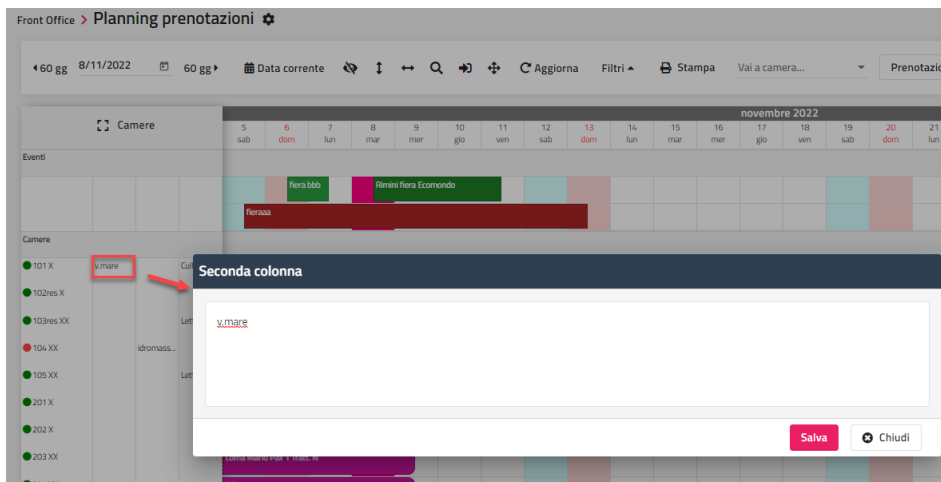 Front Office > Planning prenotazioni
60 gg 8/11/2022 60 gg Data corrente Aggiorna Filtri Stampa Vai a camera... Prenotazio
Camere
novembre 2022
5 6 7 8 9 10 11 12 13 14 15 16 17 18 19 20 21
sab dom lun mar mer gio ven sab dom lun mar mer gio ven sab dom lun
Eventi
fiera bbb Rimini fiera Ecomondo
fieraaa
Camere
101 X v.mare Cul
102res X
103res XX Let
104 XX idromass...
105 XX Let
201 X
202 X
203 XX
Seconda colonna
v.mare
Salva Chiudi